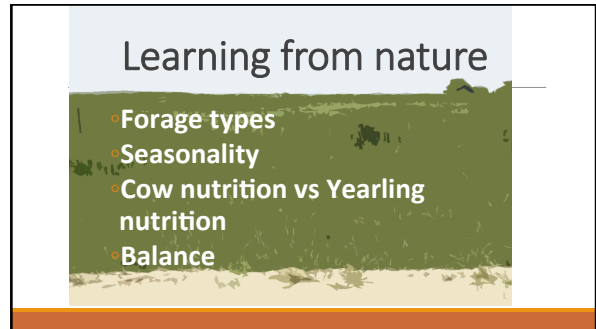 Learning from nature
◦Forage types
◦Seasonality
◦Cow nutrition vs Yearling
nutrition
◦Balance